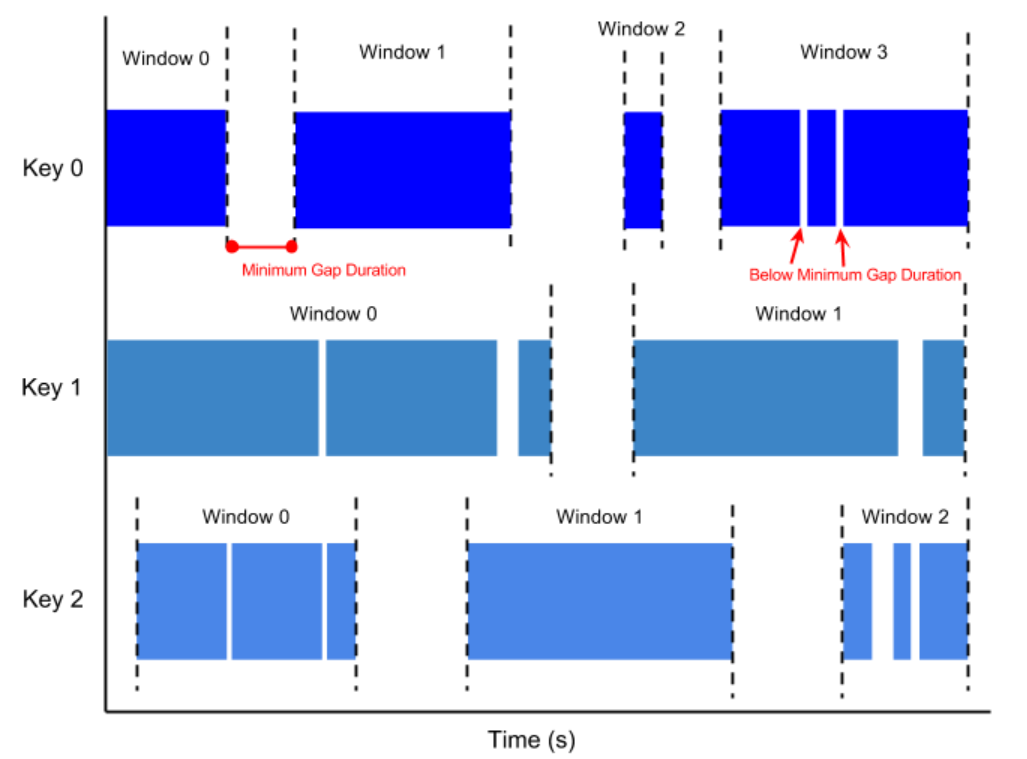 Window 0
Window 1
Window 2
Window 3
Key 0
Minimum Gap Duration
Below Minimum Gap Duration
Window 0
Window 1
Key 1
Window 0
Window 1
Window 2
Key 2
Time (s)